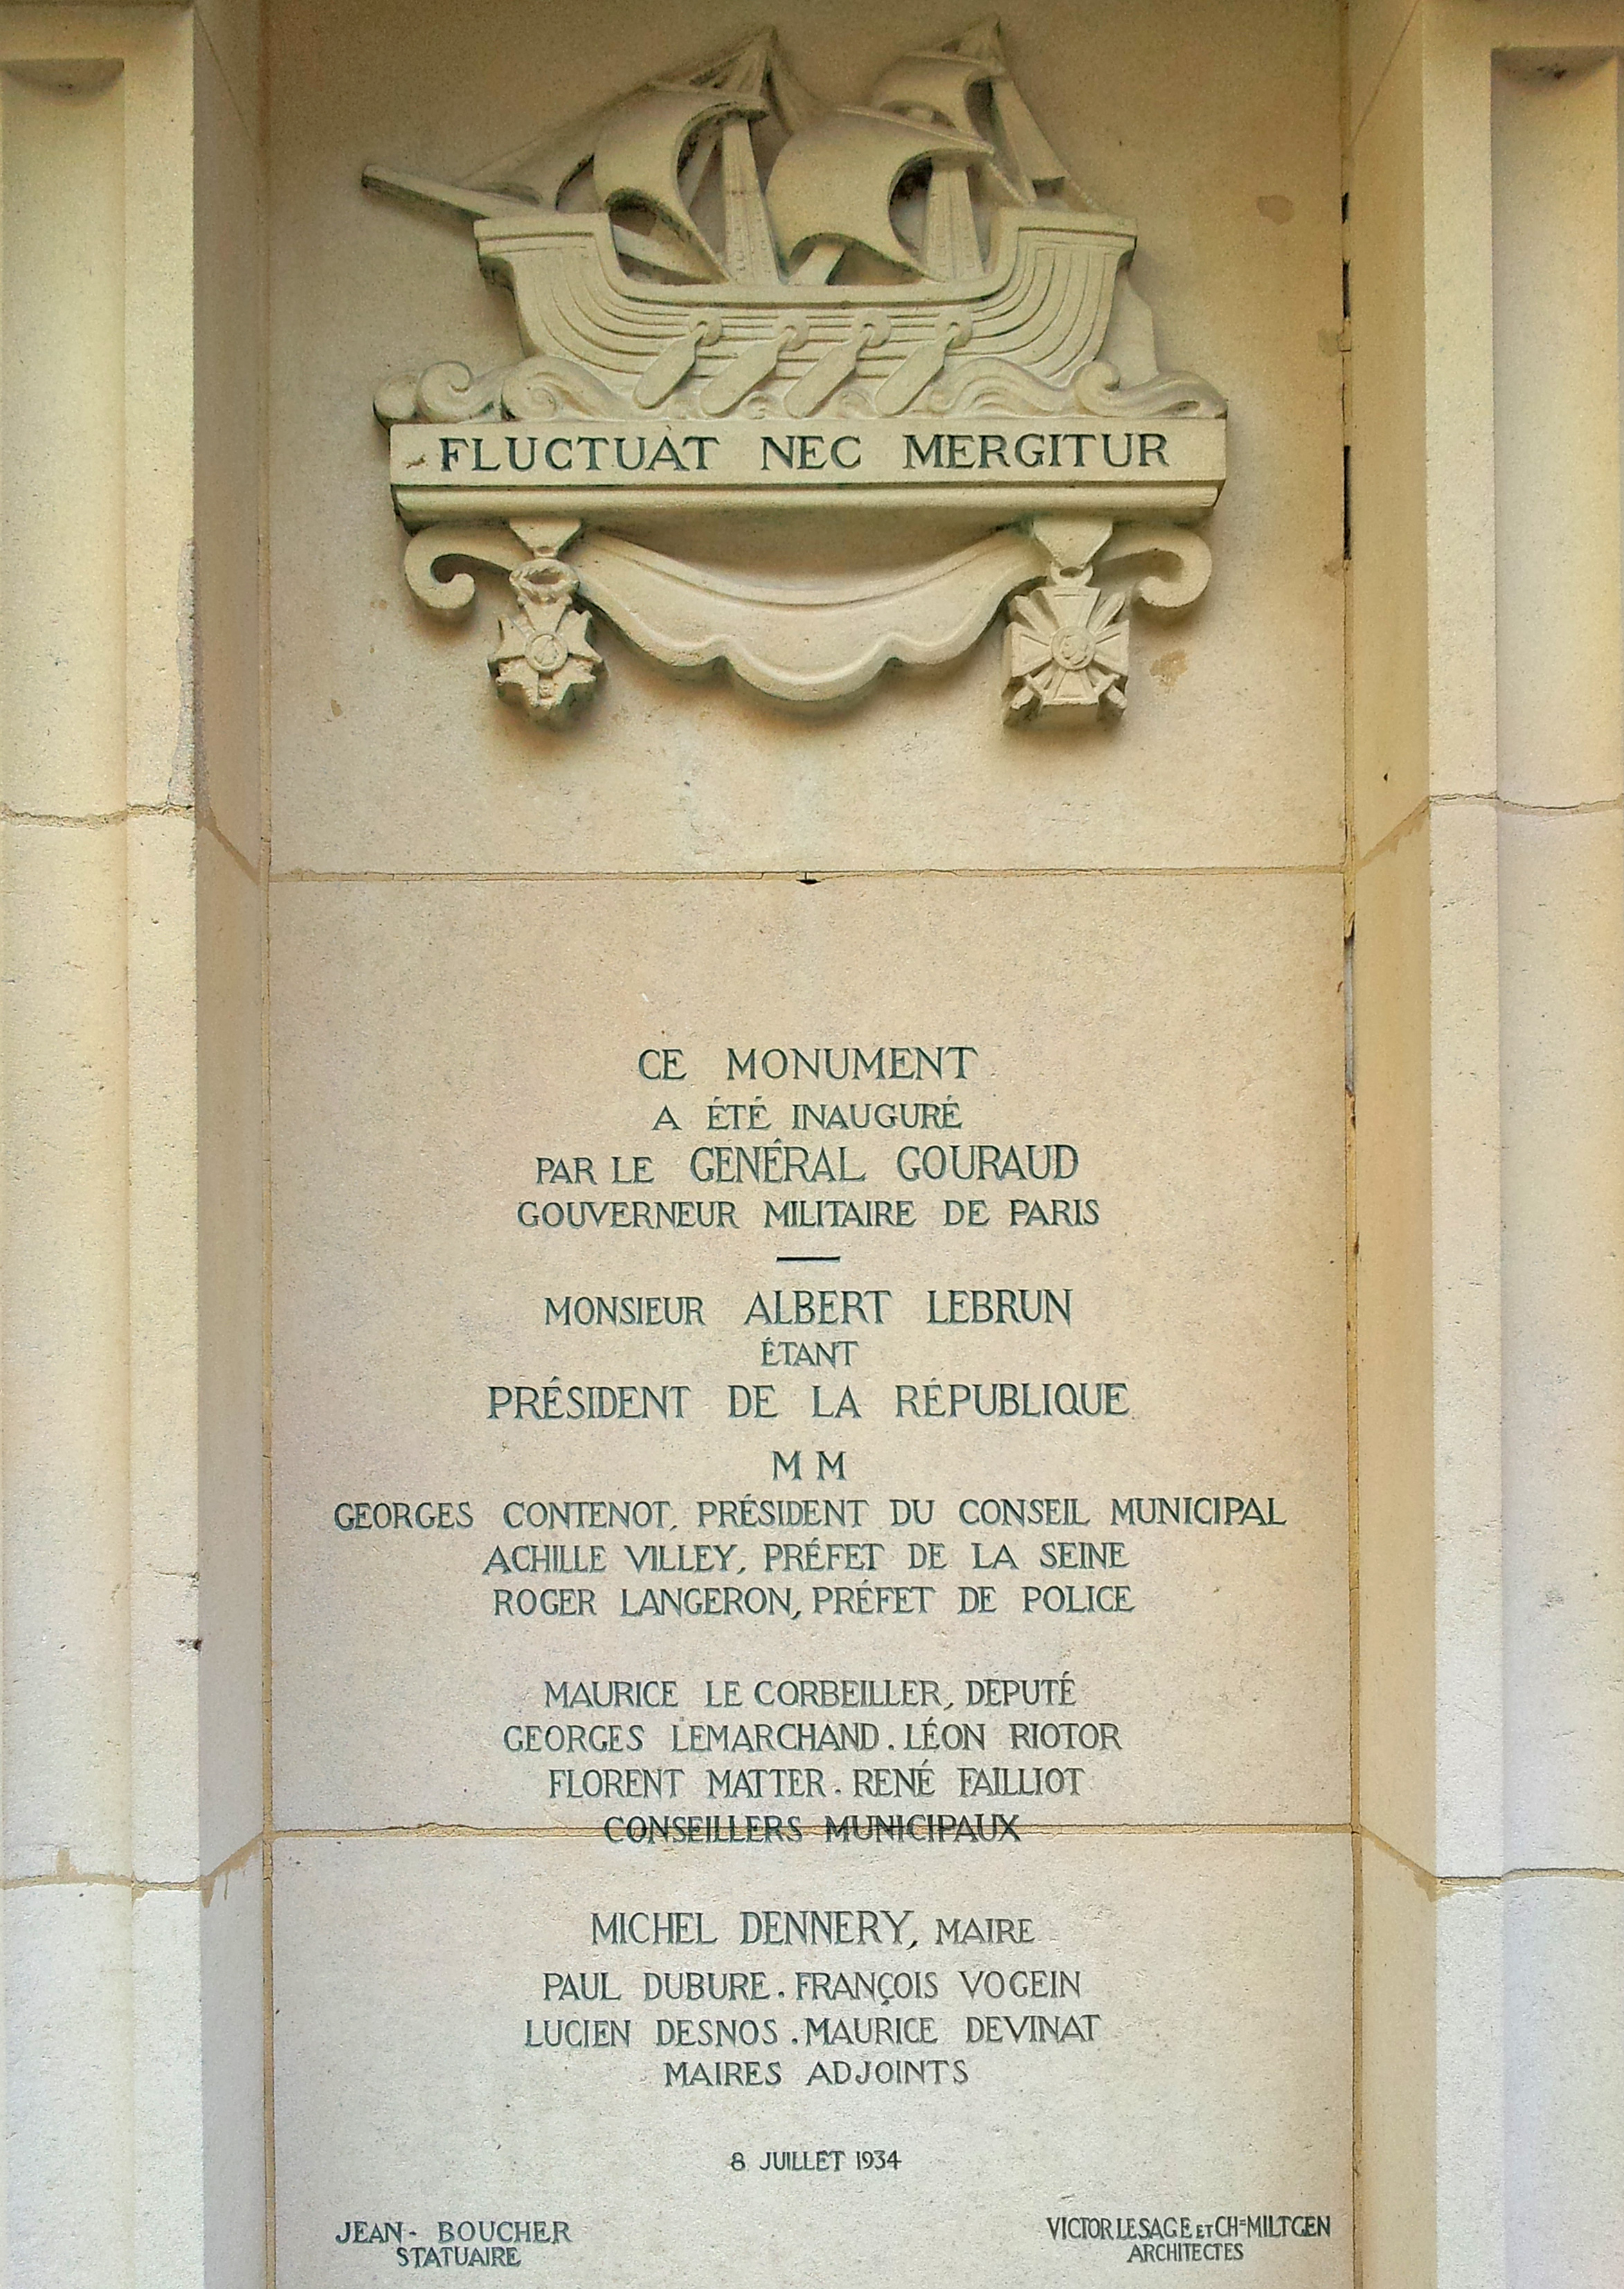 FLUCTUAT NEC MERGITUR
CE MONUMENT
A ÉTÉ INAUGURÉ
PAR LE GENÉRAL GOURAUD
GOUVERNEUR MILITAIRE DE PARIS
MONSIEUR ALBERT LEBRUN
ÉTANT
PRÉSIDENT DE LA RÉPUBLIQUE
M M
GEORGES CONTENOT, PRÉSIDENT DU CONSEIL MUNICIPAL
ACHILLE VILLEY, PRÉFET DE LA SEINE
ROGER LANGERON, PRÉFET DE POLICE
MAURICE LE CORBEILLER, DEPUTÉ
GEORGES LEMARCHAND. LÉON RIOTOR
FLORENT MATTER. RENÉ FAILLIOT
CONSEILLERS MUNICIPAUX
MICHEL DENNERY, MAIRE
PAUL DUBURE. FRANÇOIS VOGEIN
LUCIEN DESNOS. MAURICE DEVINAT
MAIRES ADJOINTS
8 JUILLET 1934
JEAN-BOUCHER
STATUAIRE
VICTOR LESAGE ET CH= MILTGEN
ARCHITECTES